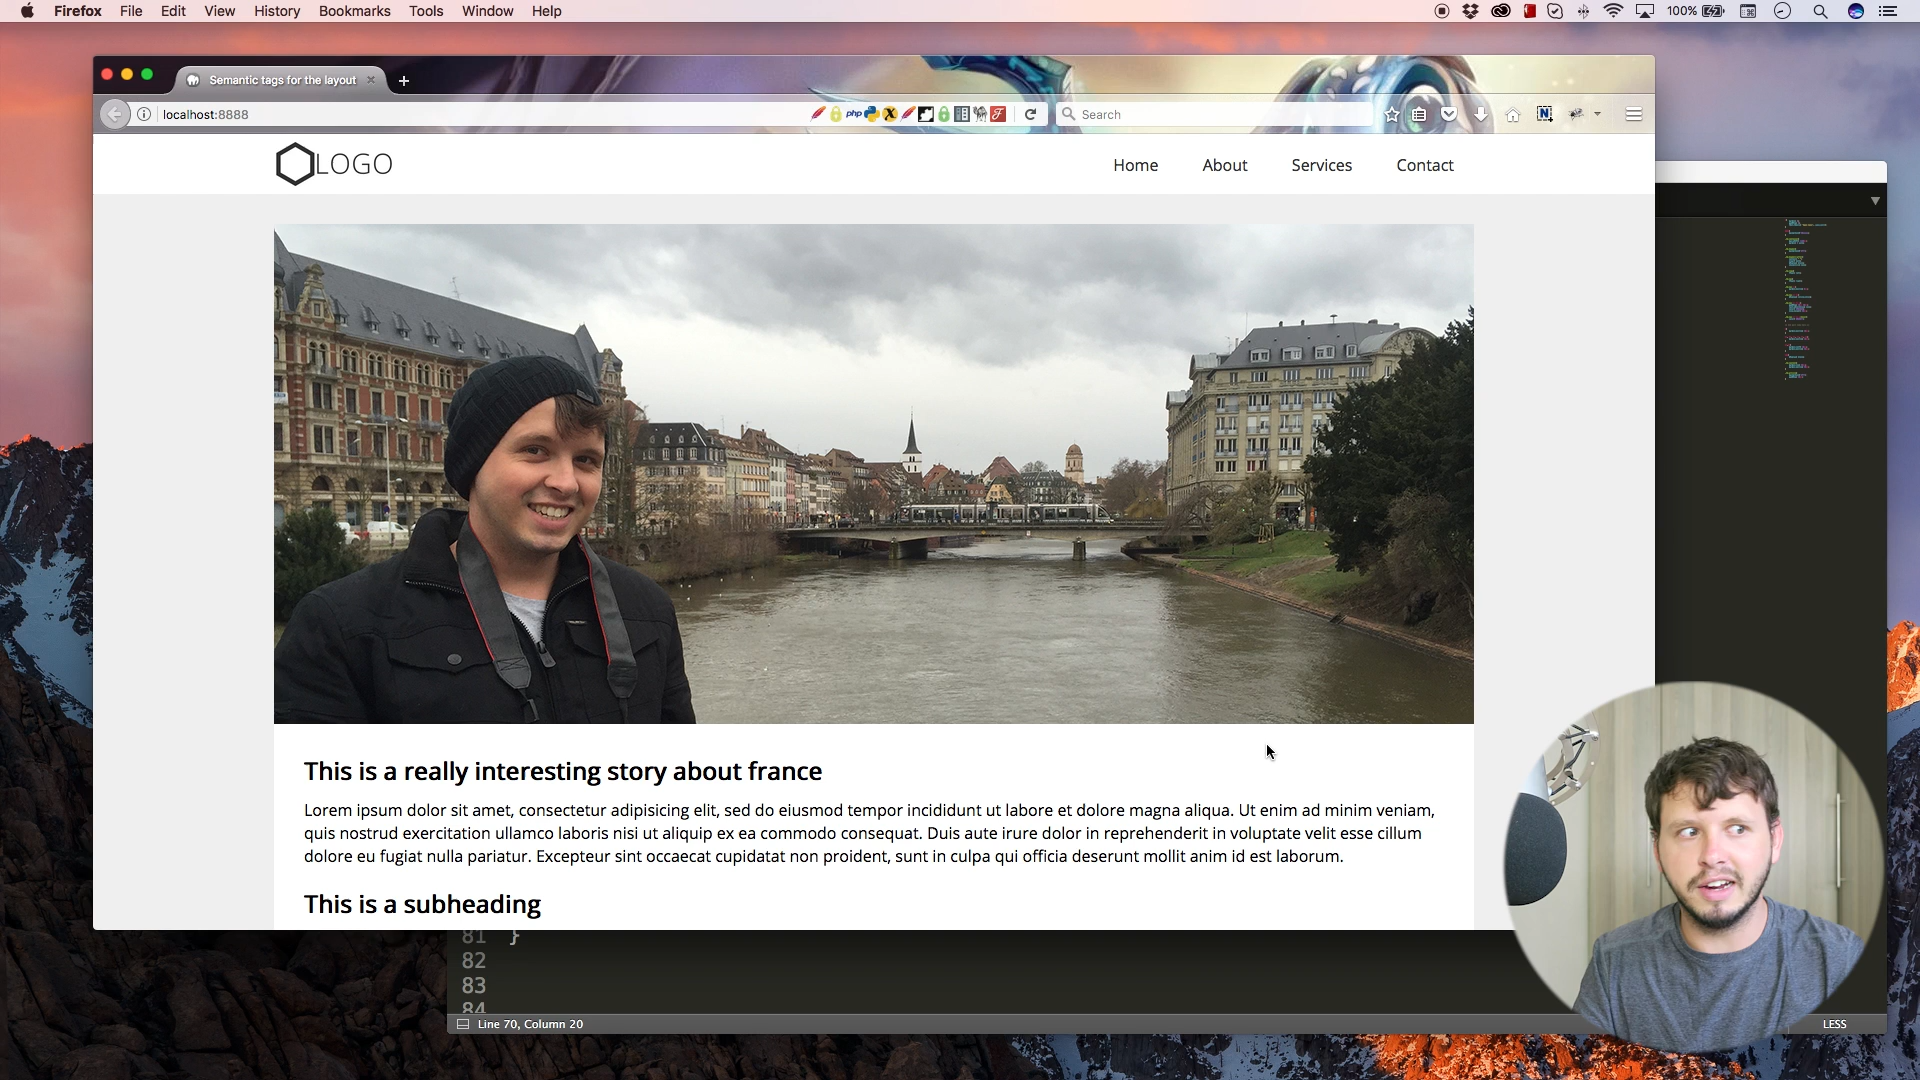 Firefox File Edit View History Bookmarks Tools Window Help 100%
Semantic tags for the layout
localhost:8888 php Search
LOGO Home About Services Contact
This is a really interesting story about france
Lorem ipsum dolor sit amet, consectetur adipisicing elit, sed do eiusmod tempor incididunt ut labore et dolore magna aliqua. Ut enim ad minim veniam,
quis nostrud exercitation ullamco laboris nisi ut aliquip ex ea commodo consequat. Duis aute irure dolor in reprehenderit in voluptate velit esse cillum
dolore eu fugiat nulla pariatur. Excepteur sint occaecat cupidatat non proident, sunt in culpa qui officia deserunt mollit anim id est laborum.
This is a subheading
81 }
82
83
84
Line 70, Column 20 LESS